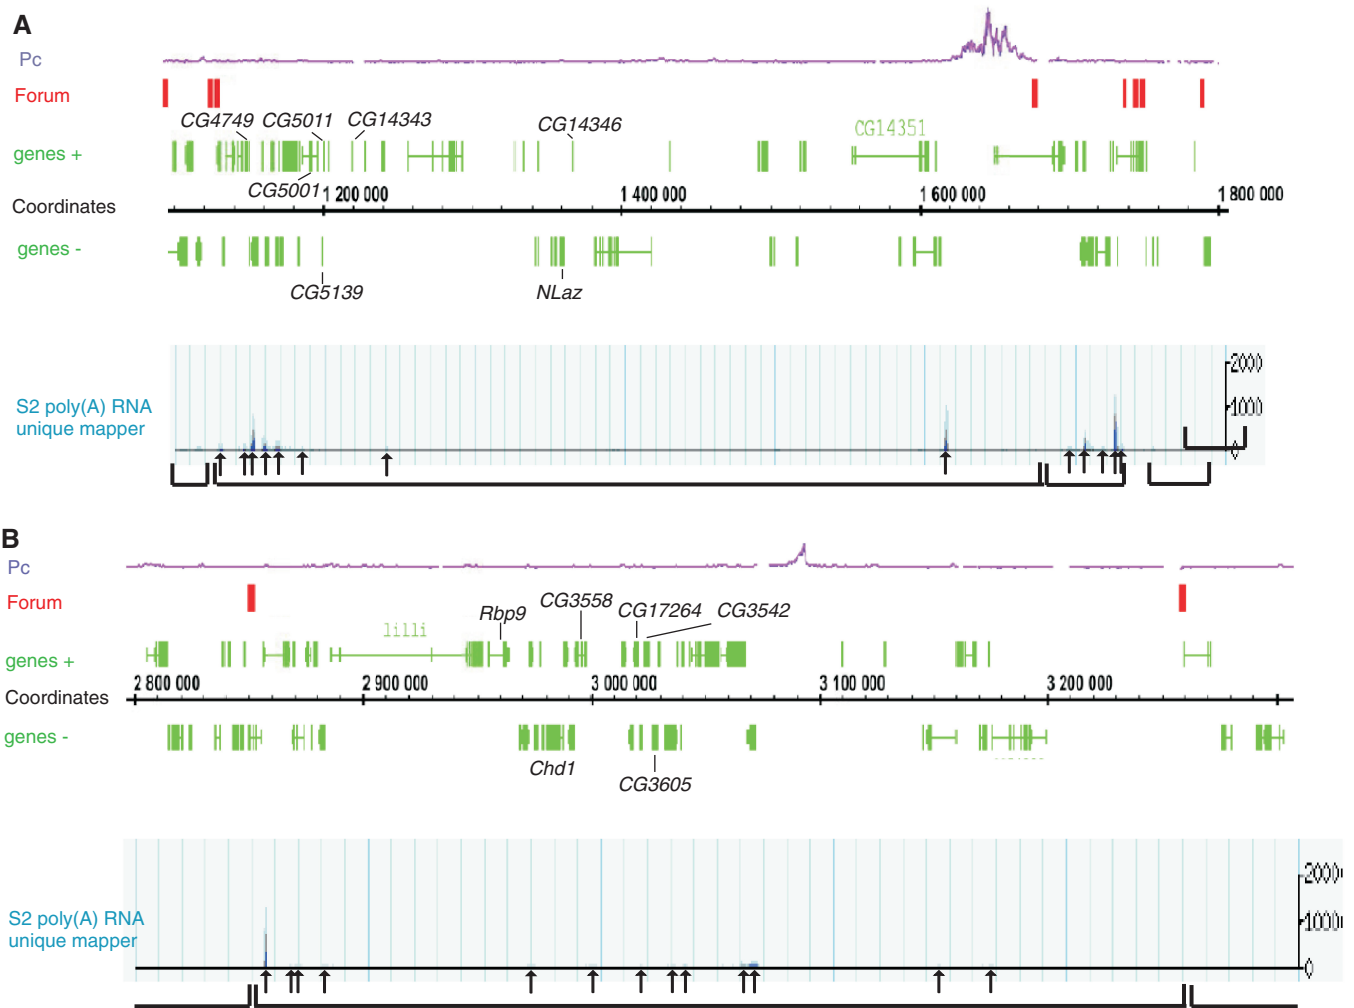 A
Pc
Forum
CG4749 CG5011 CG14343 CG14346
CG14351
genes +
CG5001
1 200 000 1 400 000 1 600 000 1 800 000
Coordinates
genes -
CG5139 NLaz
2000
S2 poly(A) RNA 1000
unique mapper
0
B
Pc
Forum
Rbp9 CG3558 CG17264 CG3542
lilli
genes +
2 800 000 2 900 000 3 000 000 3 100 000 3 200 000
Coordinates
genes -
Chd1
CG3605
2000
S2 poly(A) RNA 1000
unique mapper
0